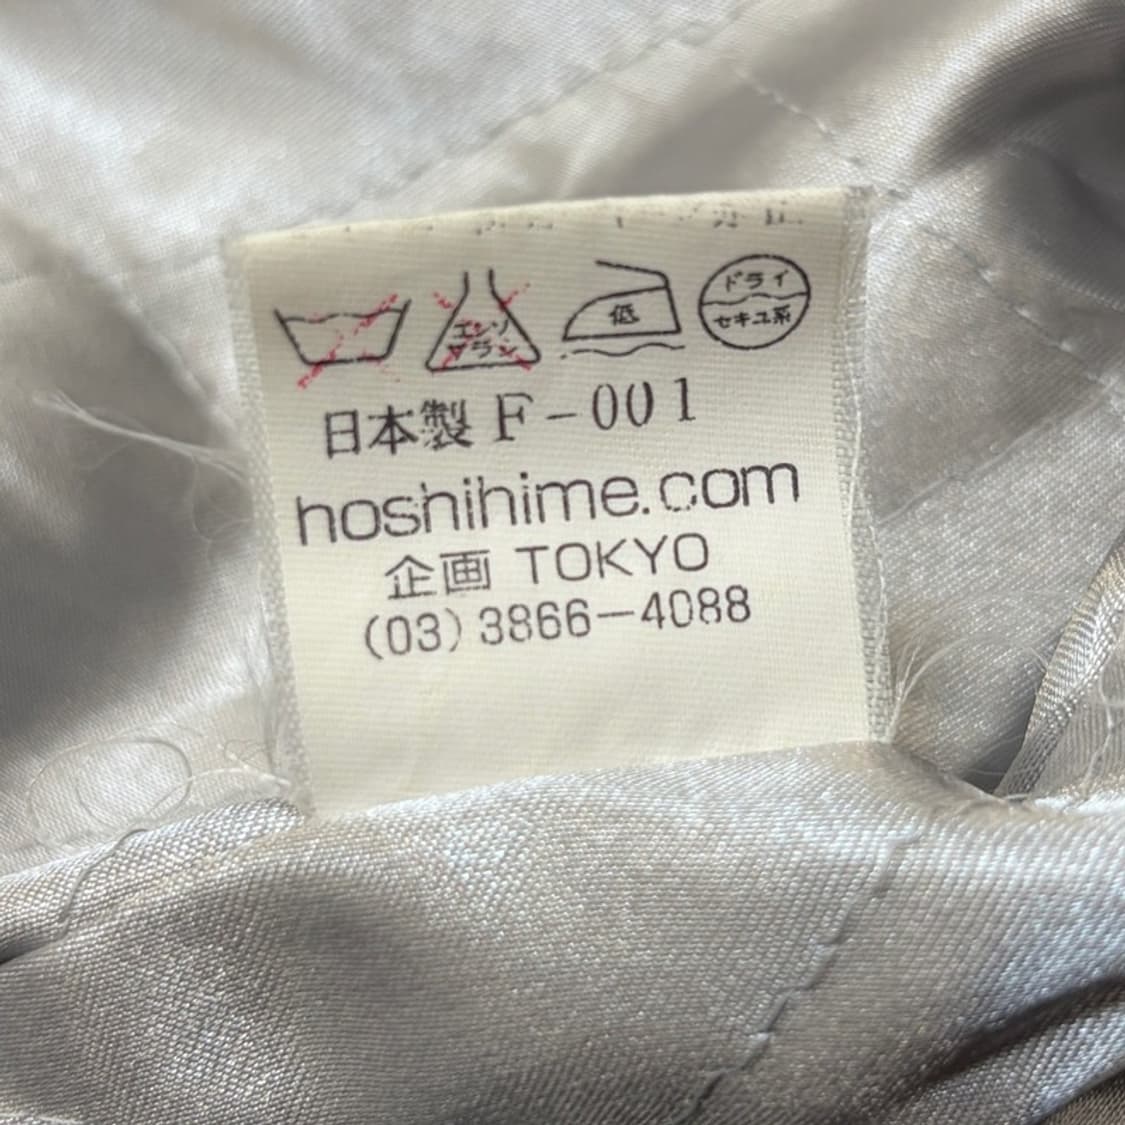 エンソ
サラシ
低
ドライ
セキユ系
日本製 F-001
hoshihime.com
企画 TOKYO
(03)3866-4088